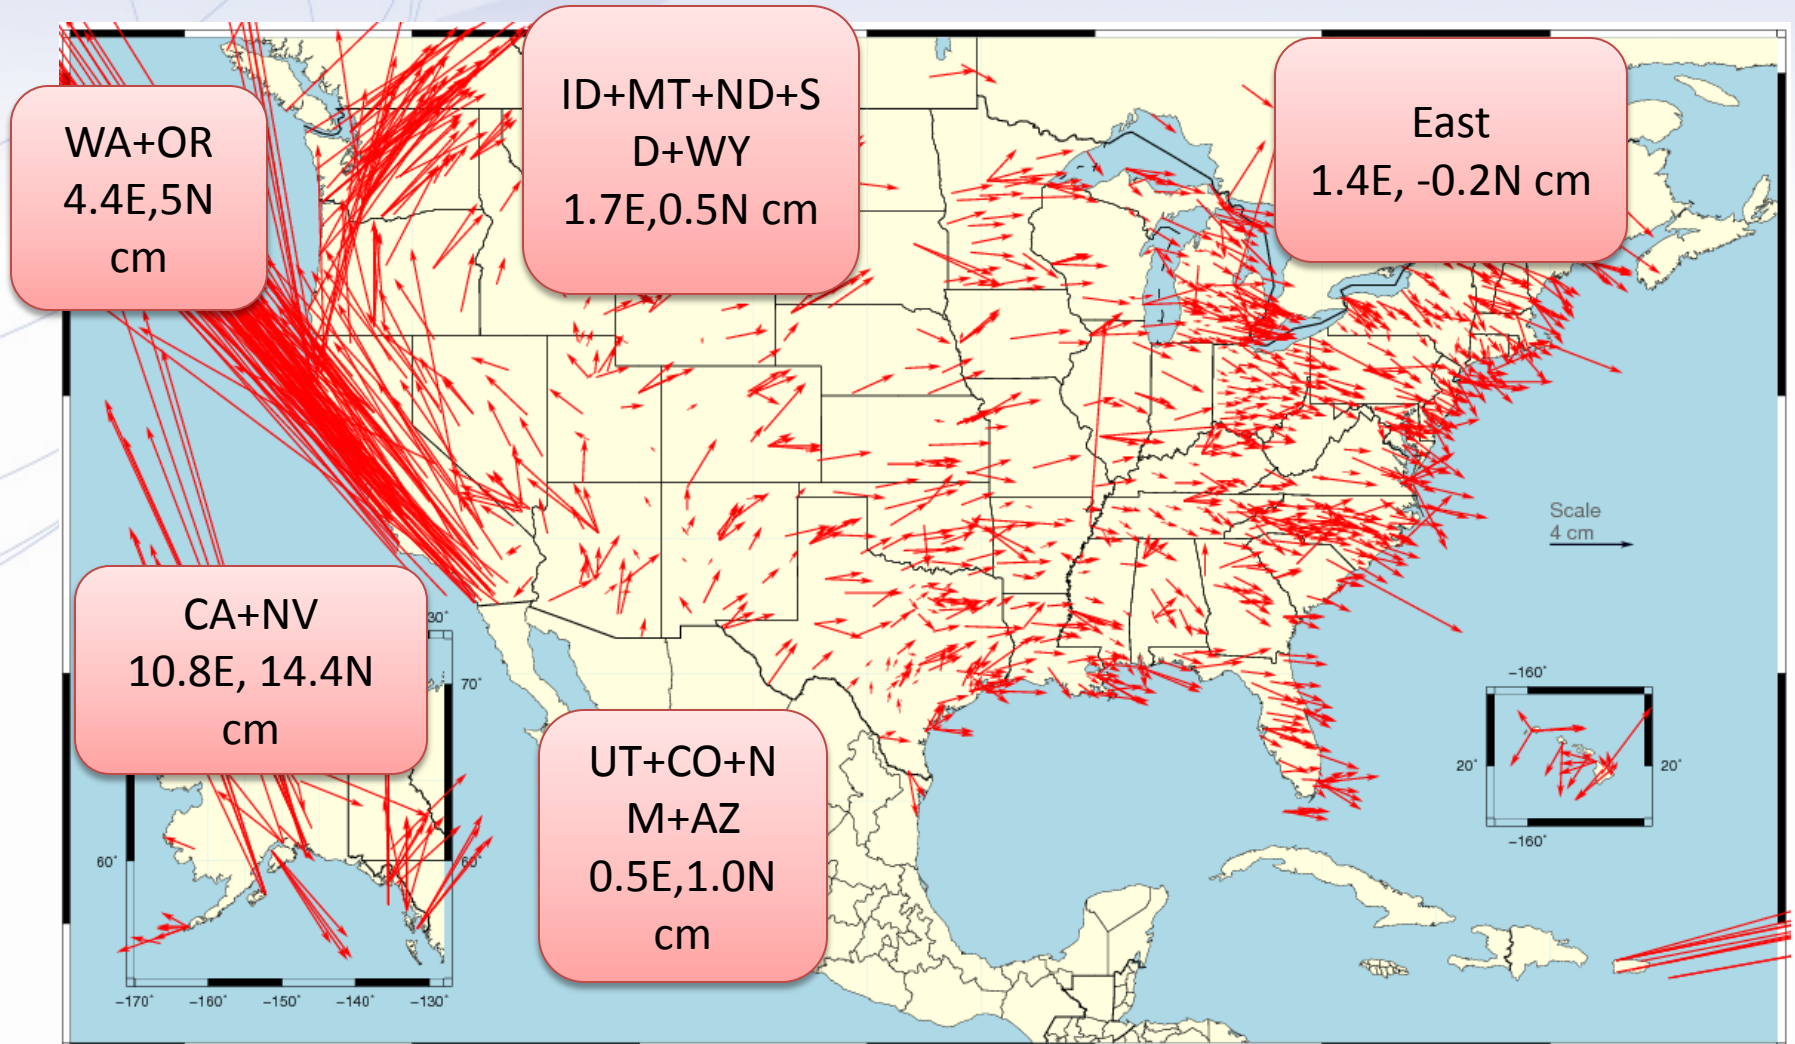 WA+OR
4.4E,5N
cm
ID+MT+ND+S
D+WY
1.7E,0.5N cm
East
1.4E, -0.2N cm
Scale
4 cm
CA+NV
10.8E, 14.4N
cm
UT+CO+N
M+AZ
0.5E,1.0N
cm
30°
70°
60°
60°
−170°
−160°
−150°
−140°
−130°
−160°
20°
20°
−160°